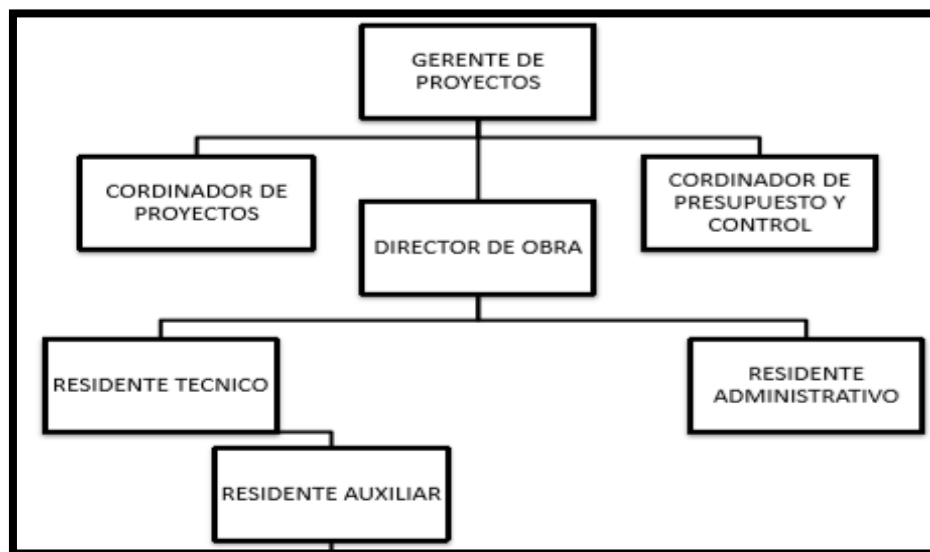 GERENTE DE
PROYECTOS
CORDINADOR DE
PROYECTOS
CORDINADOR DE
PRESUPUESTO Y
CONTROL
DIRECTOR DE OBRA
RESIDENTE TECNICO
RESIDENTE
ADMINISTRATIVO
RESIDENTE AUXILIAR